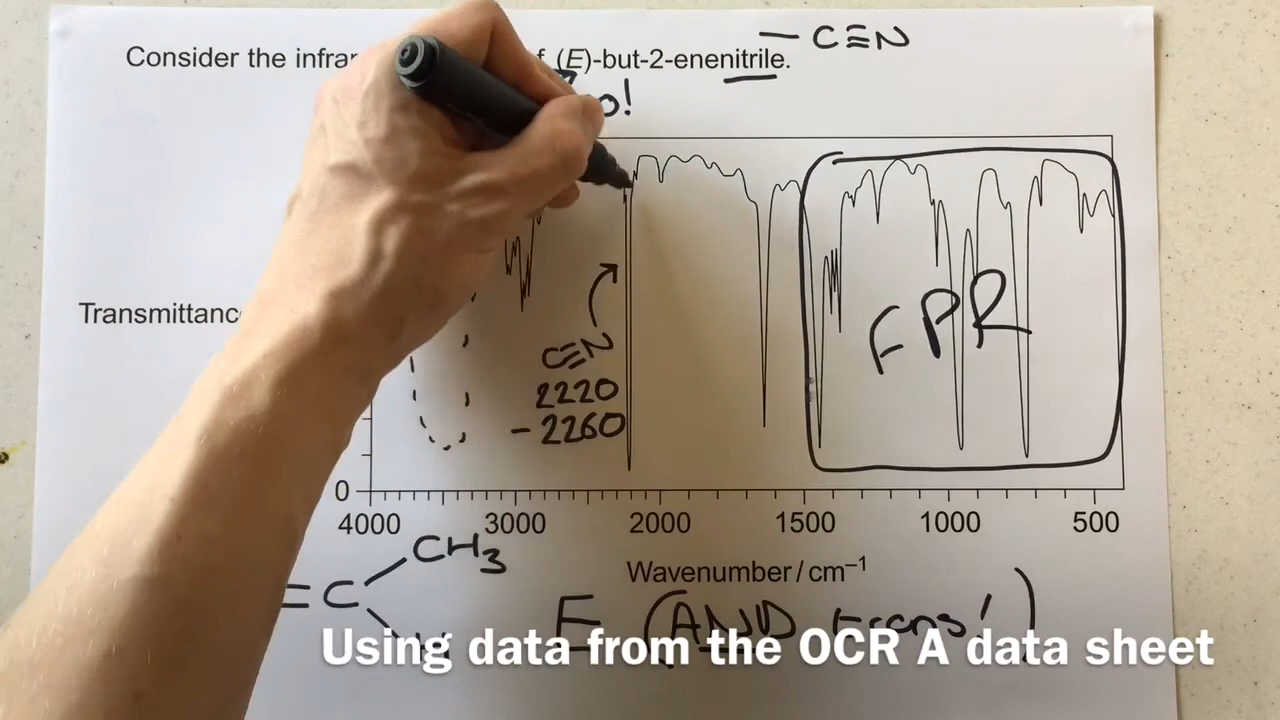 — C≡N
Consider the f (E)-but-2-enenitrile.
o!
Transmittanc
C≡N
2220
- 2260
FPR
0
4000 3000 2000 1500 1000 500
CH3
Wavenumber / cm–1
=C
E (AND trans!)
H
Using data from the OCR A data sheet